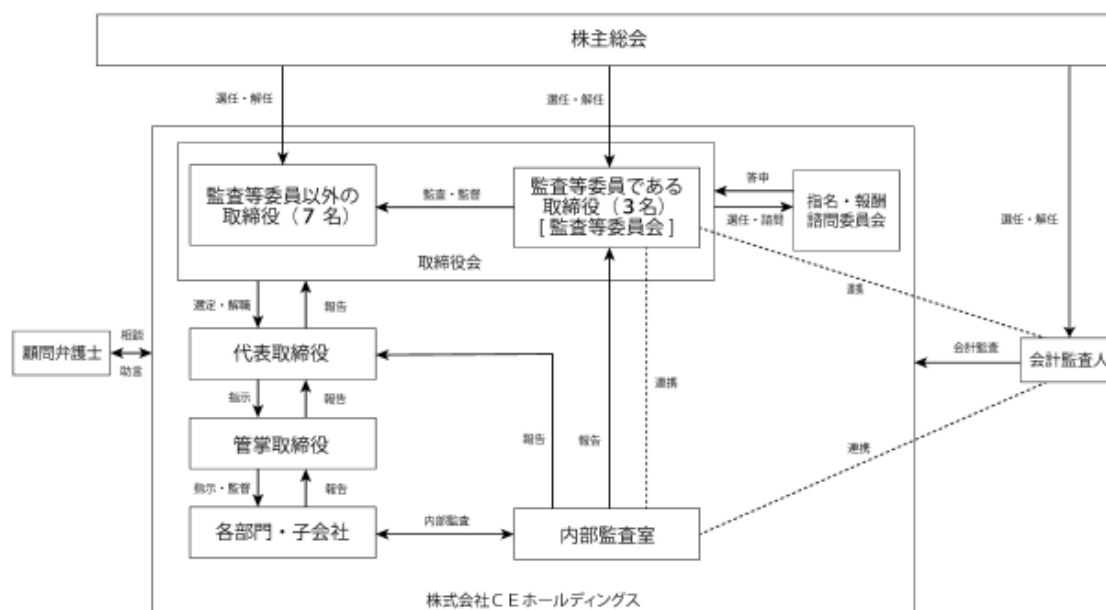 株主総会
選任・解任
選任・解任
選任・解任
監査等委員以外の
取締役（７名）
監査・監督
監査等委員である
取締役（３名）
[ 監査等委員会 ]
答申
選任・諮問
指名・報酬
諮問委員会
取締役会
選定・解職
報告
連携
顧問弁護士
相談
助言
代表取締役
会計監査
会計監査人
指示
報告
連携
管掌取締役
報告
報告
連携
指示・監督
報告
各部門・子会社
内部監査
内部監査室
株式会社ＣＥホールディングス